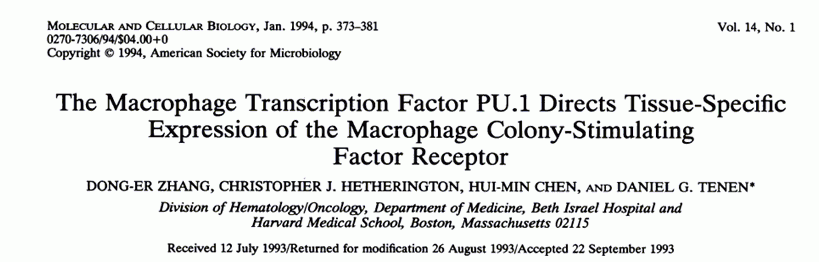 MOLECULAR AND CELLULAR BIOLOGY, Jan. 1994, p. 373–381
Vol. 14, No. 1
0270-7306/94/$04.00+0
Copyright © 1994, American Society for Microbiology
The Macrophage Transcription Factor PU.1 Directs Tissue-Specific
Expression of the Macrophage Colony-Stimulating
Factor Receptor
DONG-ER ZHANG, CHRISTOPHER J. HETHERINGTON, HUI-MIN CHEN, AND DANIEL G. TENEN*
Division of Hematology/Oncology, Department of Medicine, Beth Israel Hospital and
Harvard Medical School, Boston, Massachusetts 02115
Received 12 July 1993/Returned for modification 26 August 1993/Accepted 22 September 1993